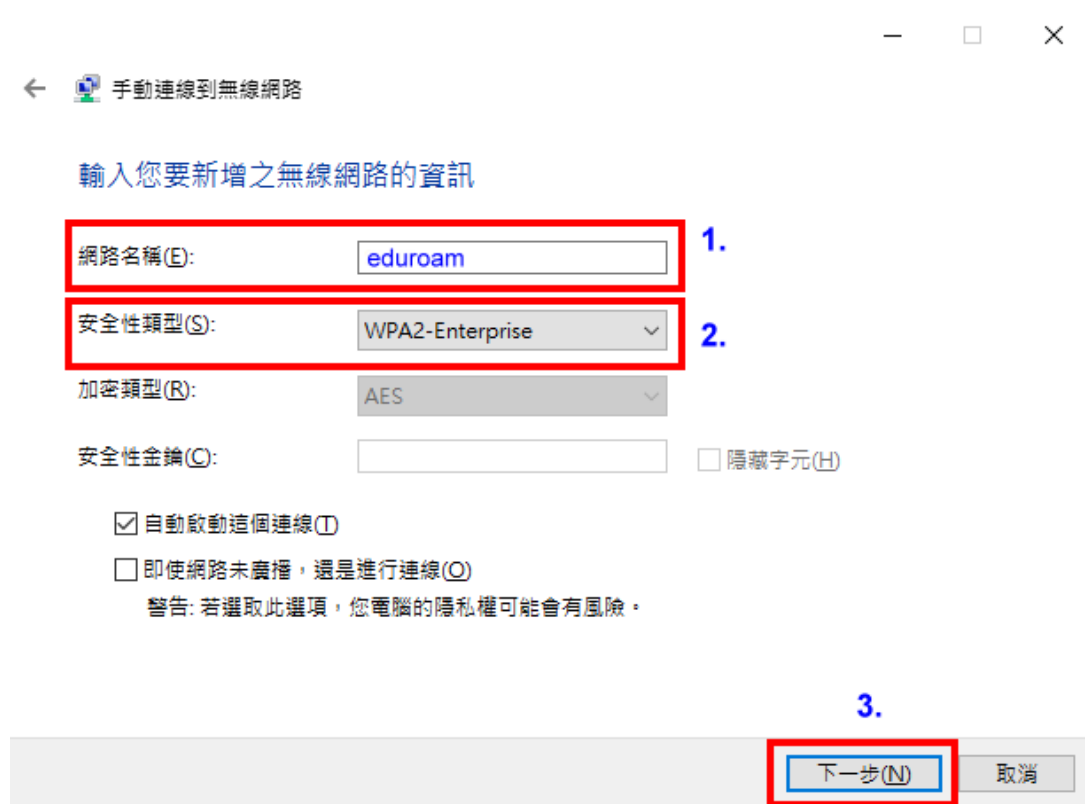 手動連線到無線網路
輸入您要新增之無線網路的資訊
網路名稱(E): eduroam 1.
安全性類型(S): WPA2-Enterprise 2.
加密類型(R): AES
安全性金鑰(C): 隱藏字元(H)
自動啟動這個連線(T)
即使網路未廣播，還是進行連線(O)
警告: 若選取此選項，您電腦的隱私權可能會有風險。
3.
下一步(N) 取消